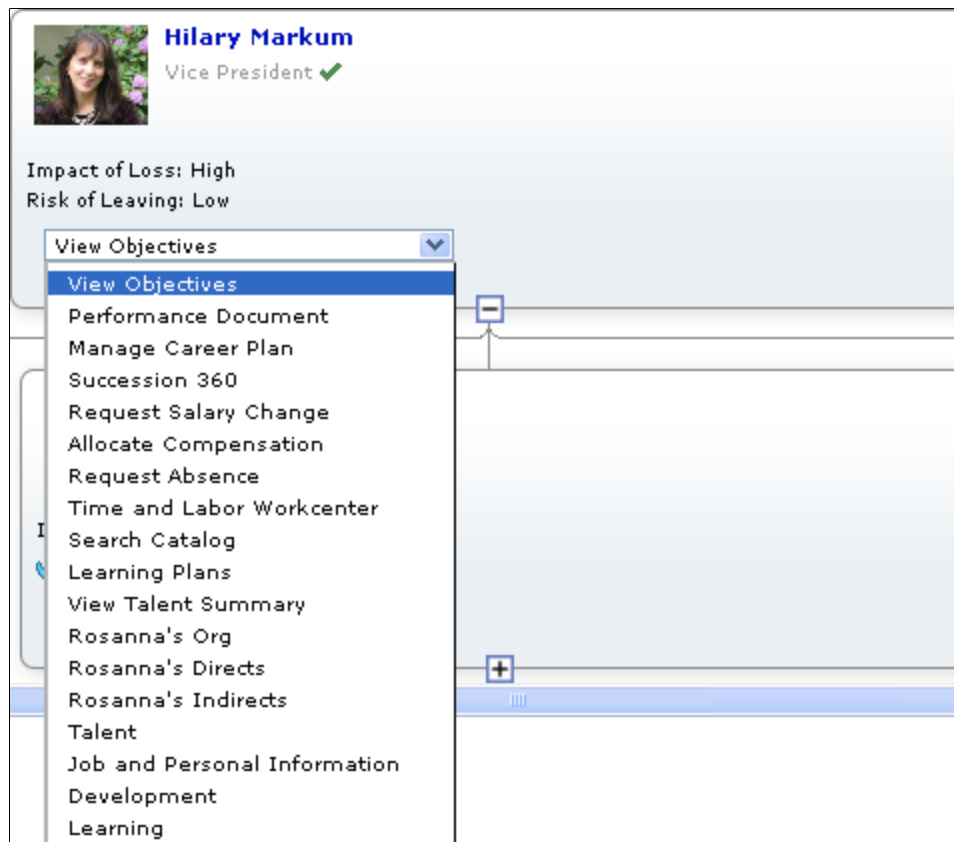 Hilary Markum
Vice President
Impact of Loss: High
Risk of Leaving: Low
View Objectives
View Objectives
Performance Document
Manage Career Plan
Succession 360
Request Salary Change
Allocate Compensation
Request Absence
Time and Labor Workcenter
Search Catalog
Learning Plans
View Talent Summary
Rosanna's Org
Rosanna's Directs
Rosanna's Indirects
Talent
Job and Personal Information
Development
Learning